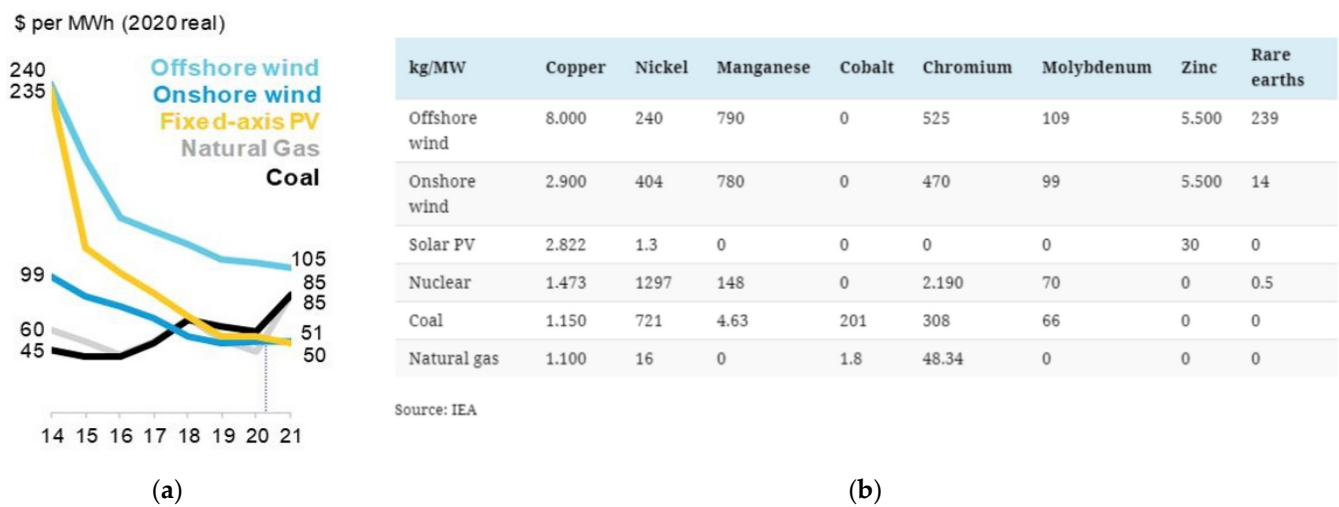 $ per MWh (2020 real)
240
235
99
60
45
Offshore wind
Onshore wind
Fixed-axis PV
Natural Gas
Coal
105
85
85
51
50
14 15 16 17 18 19 20 21
(a)
kg/MW Copper Nickel Manganese Cobalt Chromium Molybdenum Zinc Rare earths
Offshore wind 8.000 240 790 0 525 109 5.500 239
Onshore wind 2.900 404 780 0 470 99 5.500 14
Solar PV 2.822 1.3 0 0 0 0 30 0
Nuclear 1.473 1297 148 0 2.190 70 0 0.5
Coal 1.150 721 4.63 201 308 66 0 0
Natural gas 1.100 16 0 1.8 48.34 0 0 0
Source: IEA
(b)